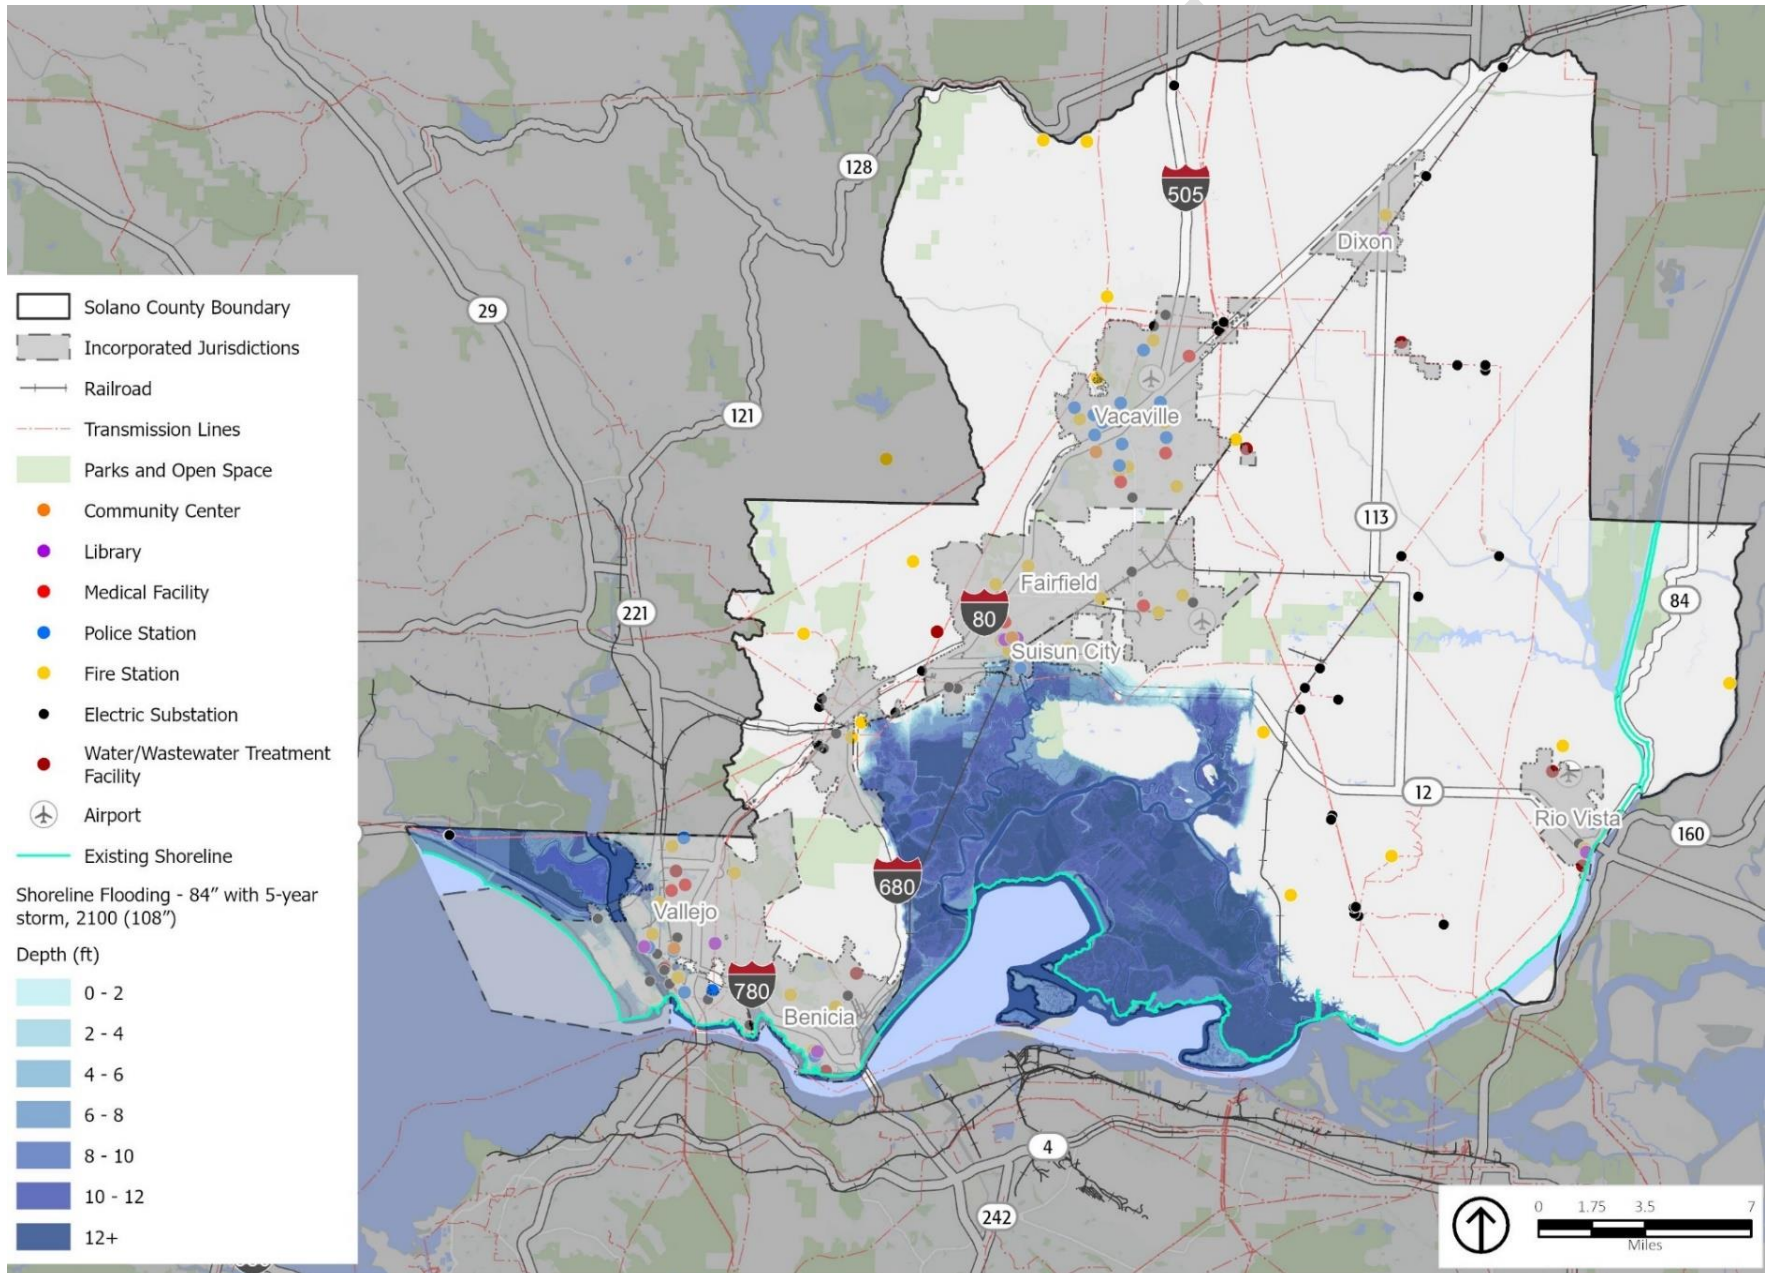 128
505
Dixon
29
121
Vacaville
113
Fairfield
80
221
Suisun City
84
12
Rio Vista
160
680
Vallejo
780
Benicia
4
242
Solano County Boundary
Incorporated Jurisdictions
Railroad
Transmission Lines
Parks and Open Space
Community Center
Library
Medical Facility
Police Station
Fire Station
Electric Substation
Water/Wastewater Treatment
Facility
Airport
Existing Shoreline
Shoreline Flooding - 84” with 5-year
storm, 2100 (108”)
Depth (ft)
0 - 2
2 - 4
4 - 6
6 - 8
8 - 10
10 - 12
12+
0 1.75 3.5 7
Miles